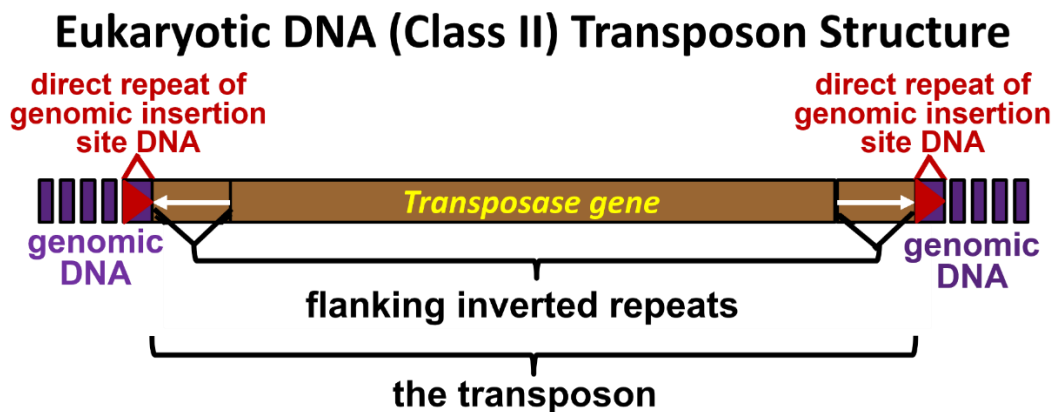 Eukaryotic DNA (Class II) Transposon Structure
direct repeat of
genomic insertion
site DNA
direct repeat of
genomic insertion
site DNA
Transposase gene
genomic
DNA
genomic
DNA
flanking inverted repeats
the transposon